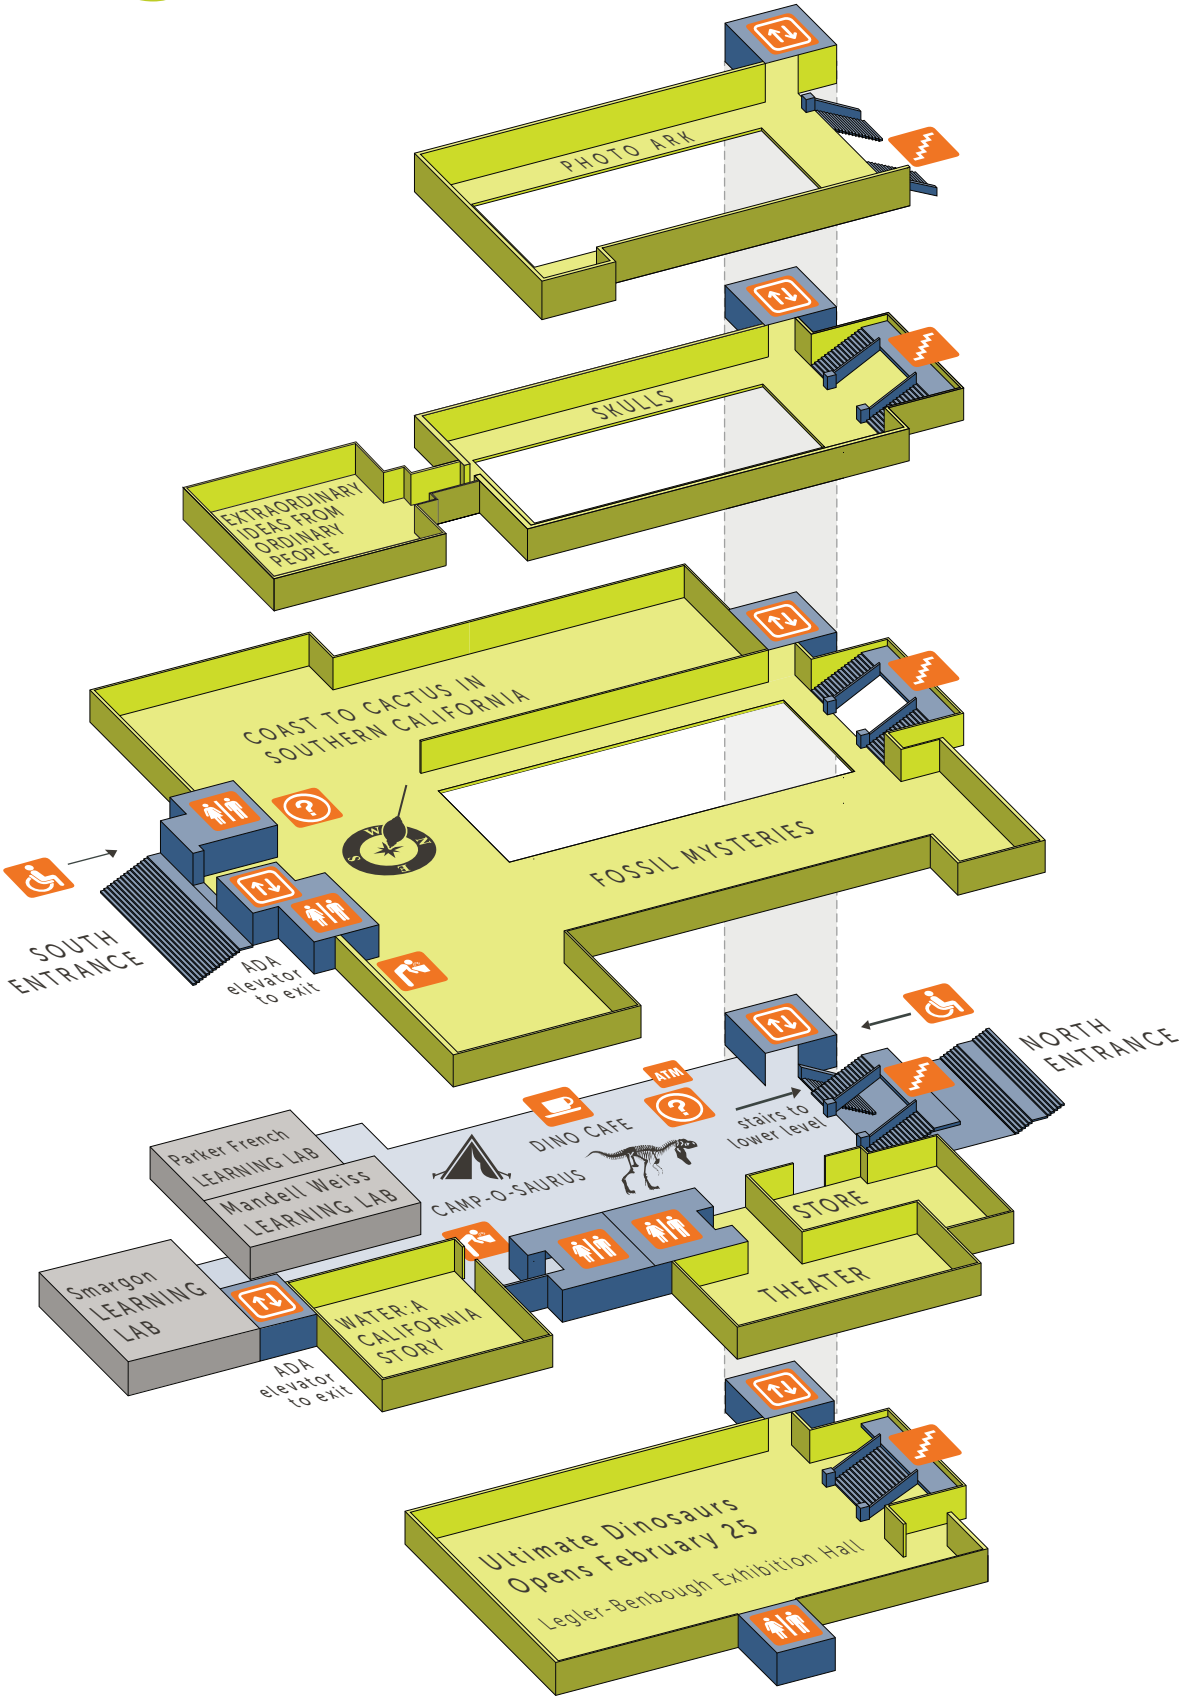 PHOTO ARK
SKULLS
EXTRAORDINARY
IDEAS FROM
ORDINARY
PEOPLE
COAST TO CACTUS IN
SOUTHERN CALIFORNIA
?
W
N
S
E
FOSSIL MYSTERIES
SOUTH
ENTRANCE
ADA
elevator
to exit
NORTH
ENTRANCE
ATM
?
stairs to
lower level
DINO CAFE
CAMP-O-SAURUS
Parker French
LEARNING LAB
Mandell Weiss
LEARNING LAB
STORE
THEATER
Smargon
LEARNING
LAB
WATER: A
CALIFORNIA
STORY
ADA
elevator
to exit
Ultimate Dinosaurs
Opens February 25
Legler-Benbough Exhibition Hall